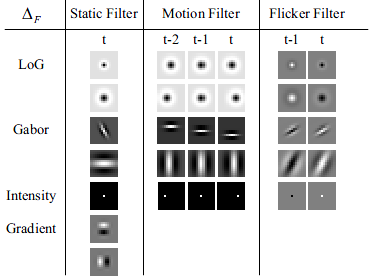 Δ_F Static Filter Motion Filter Flicker Filter
t t-2 t-1 t t-1 t
LoG
Gabor
Intensity
Gradient